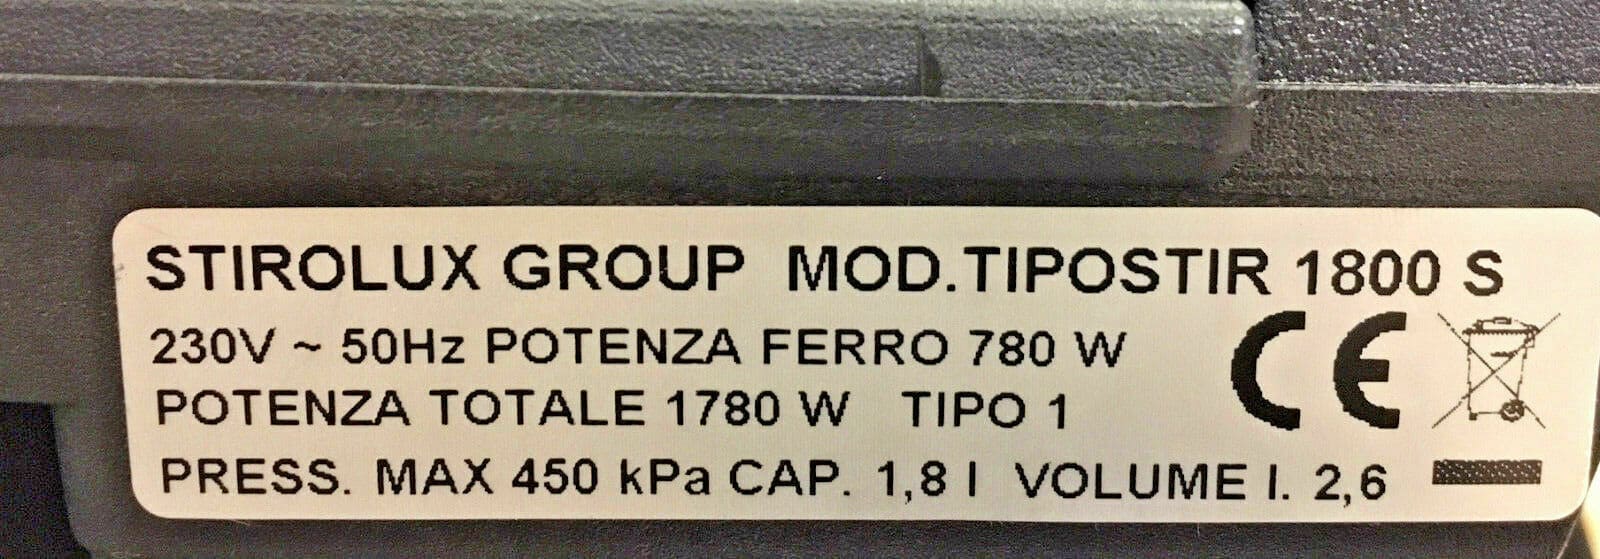 STIROLUX GROUP MOD.TIPOSTIR 1800 S
230V ~ 50Hz POTENZA FERRO 780 W
POTENZA TOTALE 1780 W TIPO 1
CE
PRESS. MAX 450 kPa CAP. 1,8 l VOLUME l. 2,6